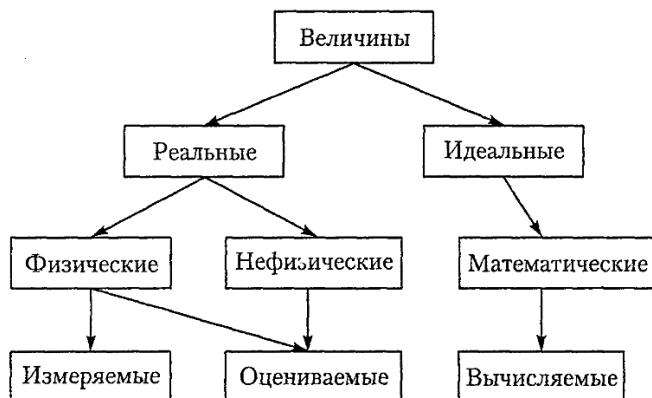 Величины
Реальные
Идеальные
Физические
Нефизические
Математические
Измеряемые
Оцениваемые
Вычисляемые